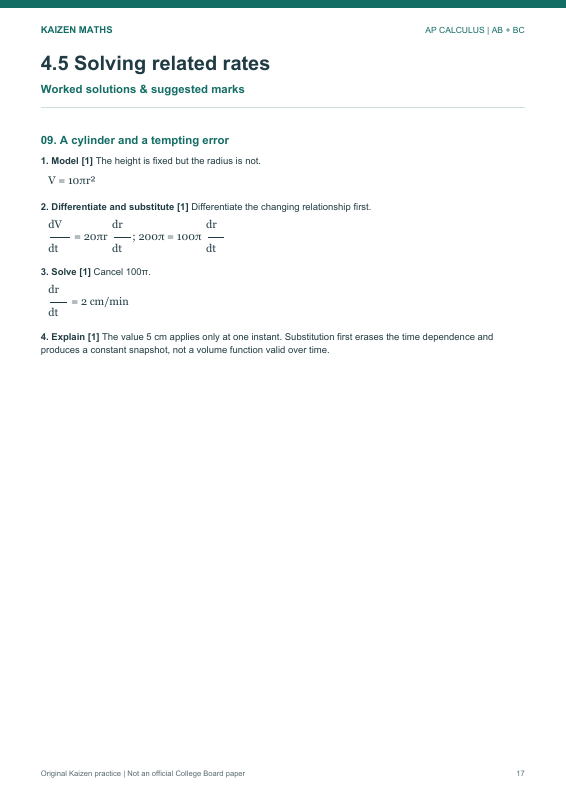 KAIZEN MATHS
AP CALCULUS | AB + BC
4.5 Solving related rates
Worked solutions & suggested marks
09. A cylinder and a tempting error
1. Model [1] The height is fixed but the radius is not.
V = 10πr²
2. Differentiate and substitute [1] Differentiate the changing relationship first.
dV/dt = 20πr dr/dt; 200π = 100π dr/dt
3. Solve [1] Cancel 100π.
dr/dt = 2 cm/min
4. Explain [1] The value 5 cm applies only at one instant. Substitution first erases the time dependence and
produces a constant snapshot, not a volume function valid over time.
Original Kaizen practice | Not an official College Board paper
17